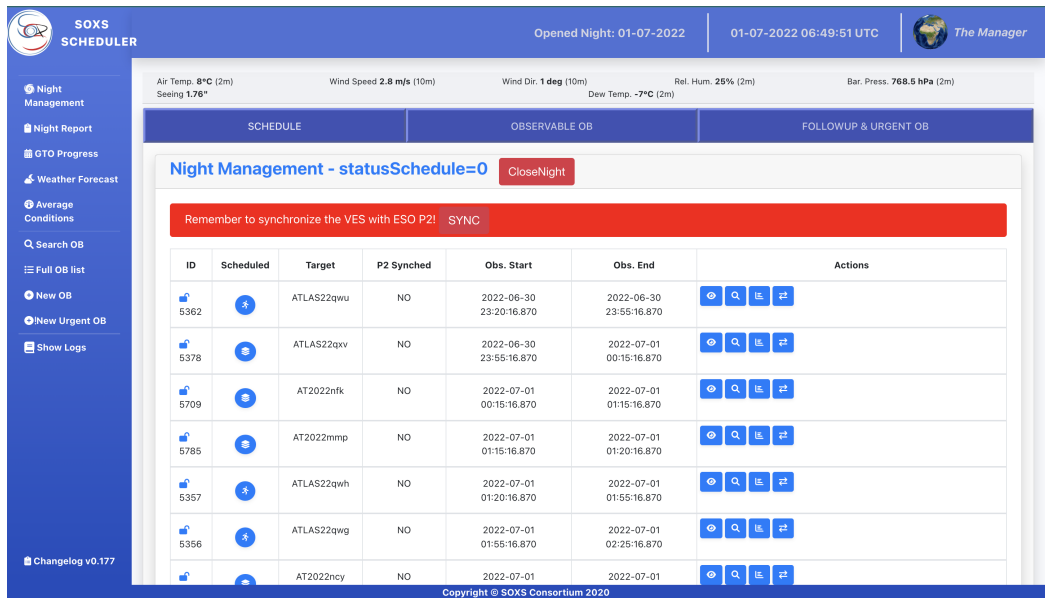 SOXS
SCHEDULER
Opened Night: 01-07-2022
01-07-2022 06:49:51 UTC
The Manager
Night
Management
Night Report
GTO Progress
Weather Forecast
Average
Conditions
Search OB
Full OB list
New OB
!New Urgent OB
Show Logs
Changelog v0.177
Air Temp. 8°C (2m) Wind Speed 2.8 m/s (10m) Wind Dir. 1 deg (10m) Rel. Hum. 25% (2m) Bar. Press. 768.5 hPa (2m)
Seeing 1.76" Dew Temp. -7°C (2m)
SCHEDULE OBSERVABLE OB FOLLOWUP & URGENT OB
Night Management - statusSchedule=0 CloseNight
Remember to synchronize the VES with ESO P2! SYNC
ID Scheduled Target P2 Synched Obs. Start Obs. End Actions
ATLAS22qwu NO 2022-06-30 2022-06-30
5362 23:20:16.870 23:55:16.870
ATLAS22qxv NO 2022-06-30 2022-07-01
5378 23:55:16.870 00:15:16.870
AT2022nfk NO 2022-07-01 2022-07-01
5709 00:15:16.870 01:15:16.870
AT2022mmp NO 2022-07-01 2022-07-01
5785 01:15:16.870 01:20:16.870
ATLAS22qwh NO 2022-07-01 2022-07-01
5357 01:20:16.870 01:55:16.870
ATLAS22qwg NO 2022-07-01 2022-07-01
5356 01:55:16.870 02:25:16.870
AT2022ncy NO 2022-07-01 2022-07-01
Copyright © SOXS Consortium 2020